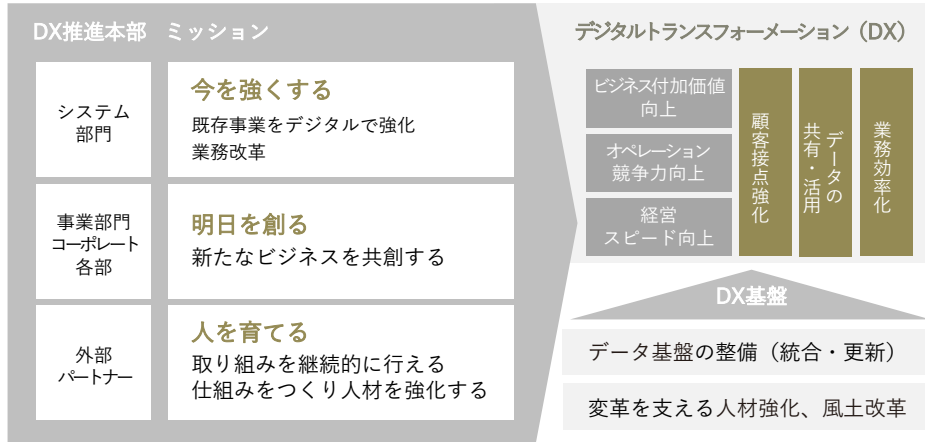 DX推進本部 ミッション
システム
部門
今を強くする
既存事業をデジタルで強化
業務改革
事業部門
コーポレート
各部
明日を創る
新たなビジネスを共創する
外部
パートナー
人を育てる
取り組みを継続的に行える
仕組みをつくり人材を強化する
デジタルトランスフォーメーション（DX）
ビジネス付加価値
向上
オペレーション
競争力向上
経営
スピード向上
顧客接点強化
データの
共有・活用
業務効率化
DX基盤
データ基盤の整備（統合・更新）
変革を支える人材強化、風土改革